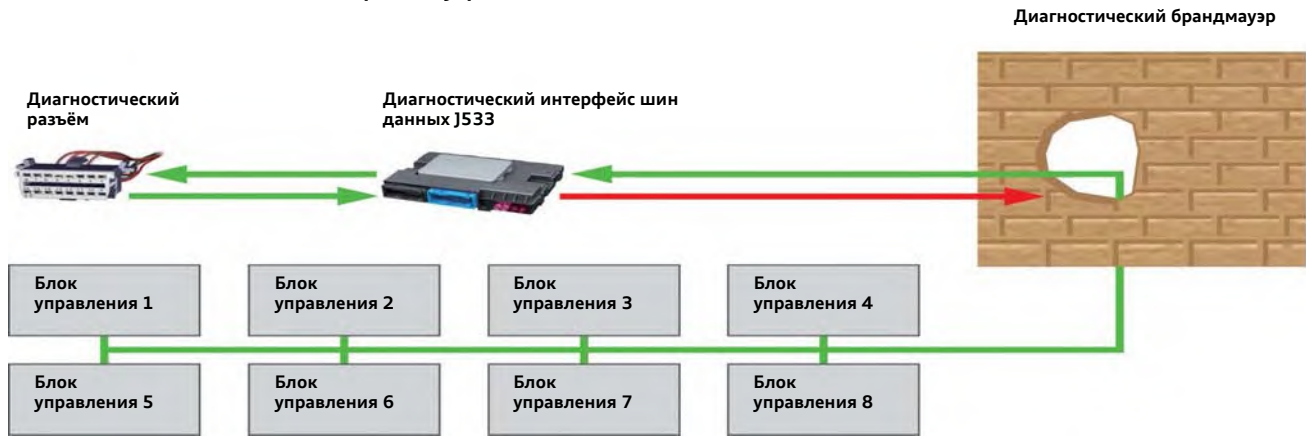 Диагностический брандмауэр
Диагностический
разъём
Диагностический интерфейс шин
данных J533
Блок
управления 1
Блок
управления 2
Блок
управления 3
Блок
управления 4
Блок
управления 5
Блок
управления 6
Блок
управления 7
Блок
управления 8